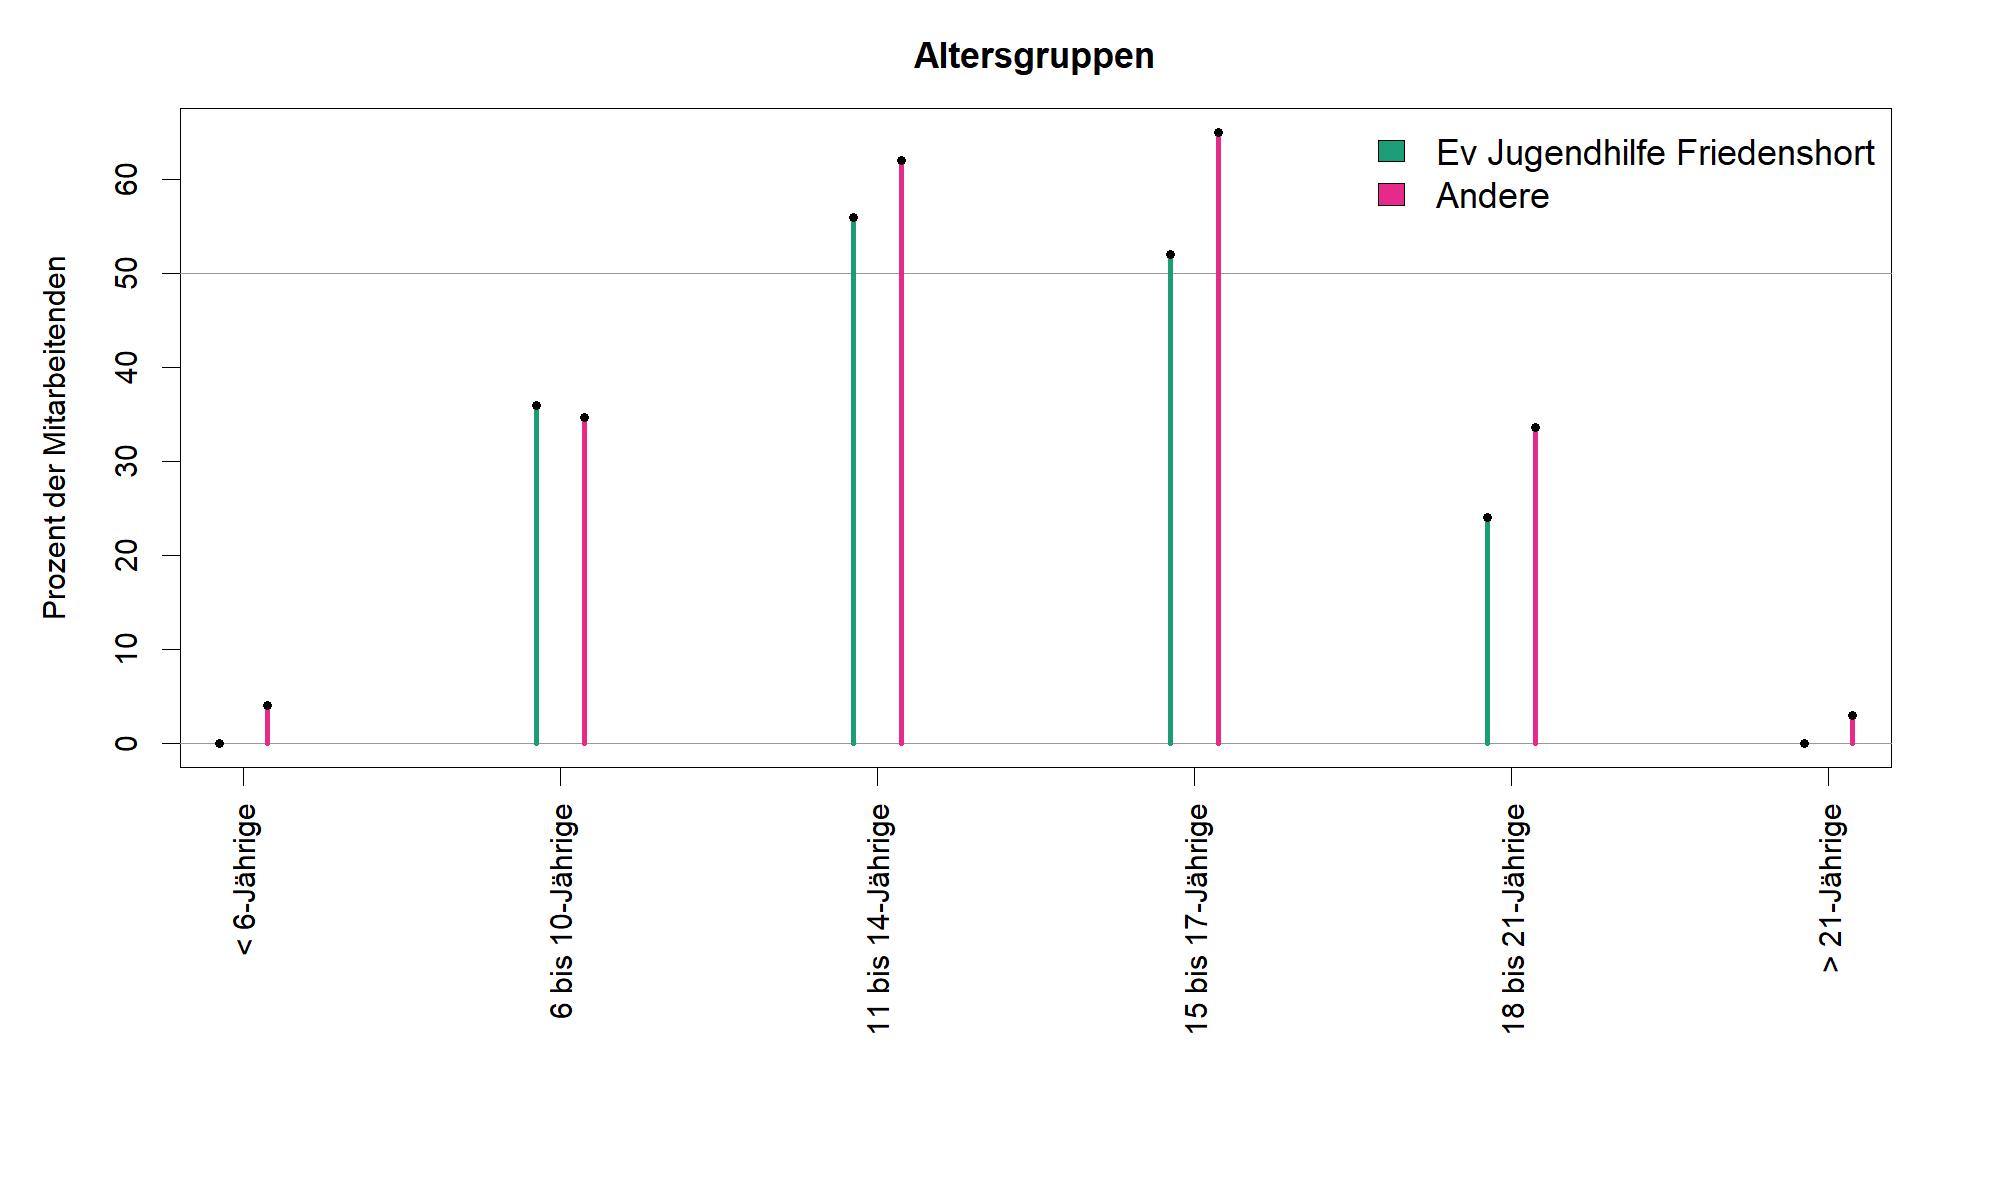 Altersgruppen
Ev Jugendhilfe Friedenshort
Andere
Prozent der Mitarbeitenden
60
50
40
30
20
10
0
< 6-Jährige
6 bis 10-Jährige
11 bis 14-Jährige
15 bis 17-Jährige
18 bis 21-Jährige
> 21-Jährige